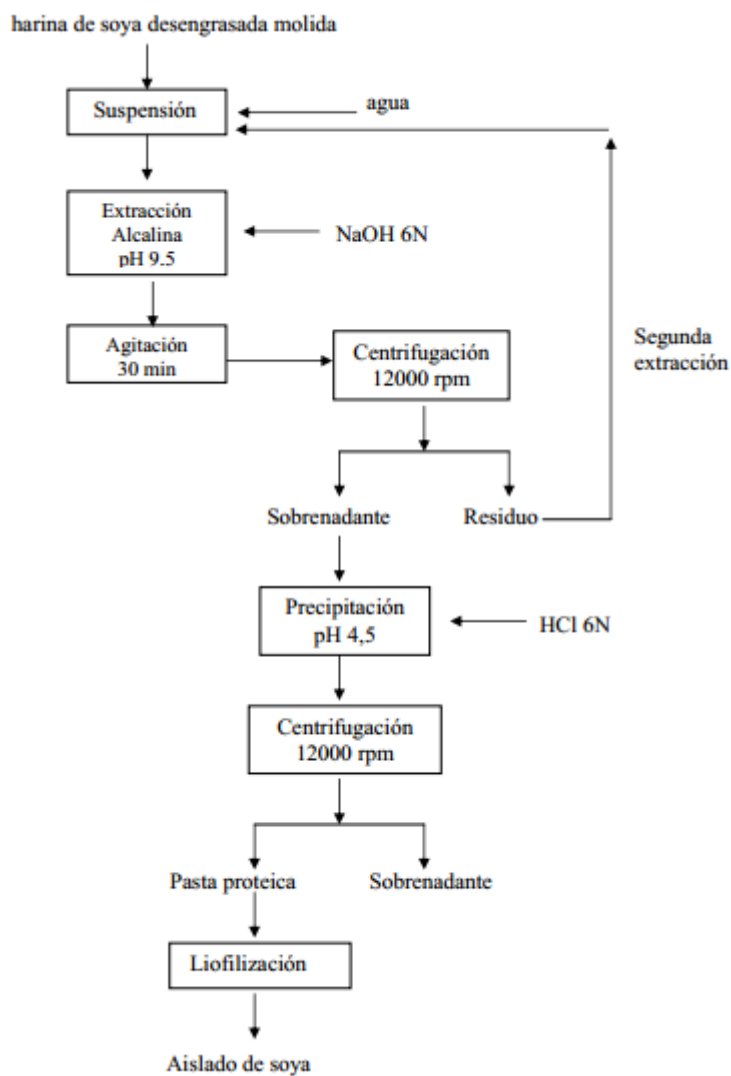 harina de soya desengrasada molida
Suspensión
agua
Extracción
Alcalina
pH 9.5
NaOH 6N
Agitación
30 min
Centrifugación
12000 rpm
Segunda
extracción
Sobrenadante
Residuo
Precipitación
pH 4,5
HCl 6N
Centrifugación
12000 rpm
Pasta proteica
Sobrenadante
Liofilización
Aislado de soya